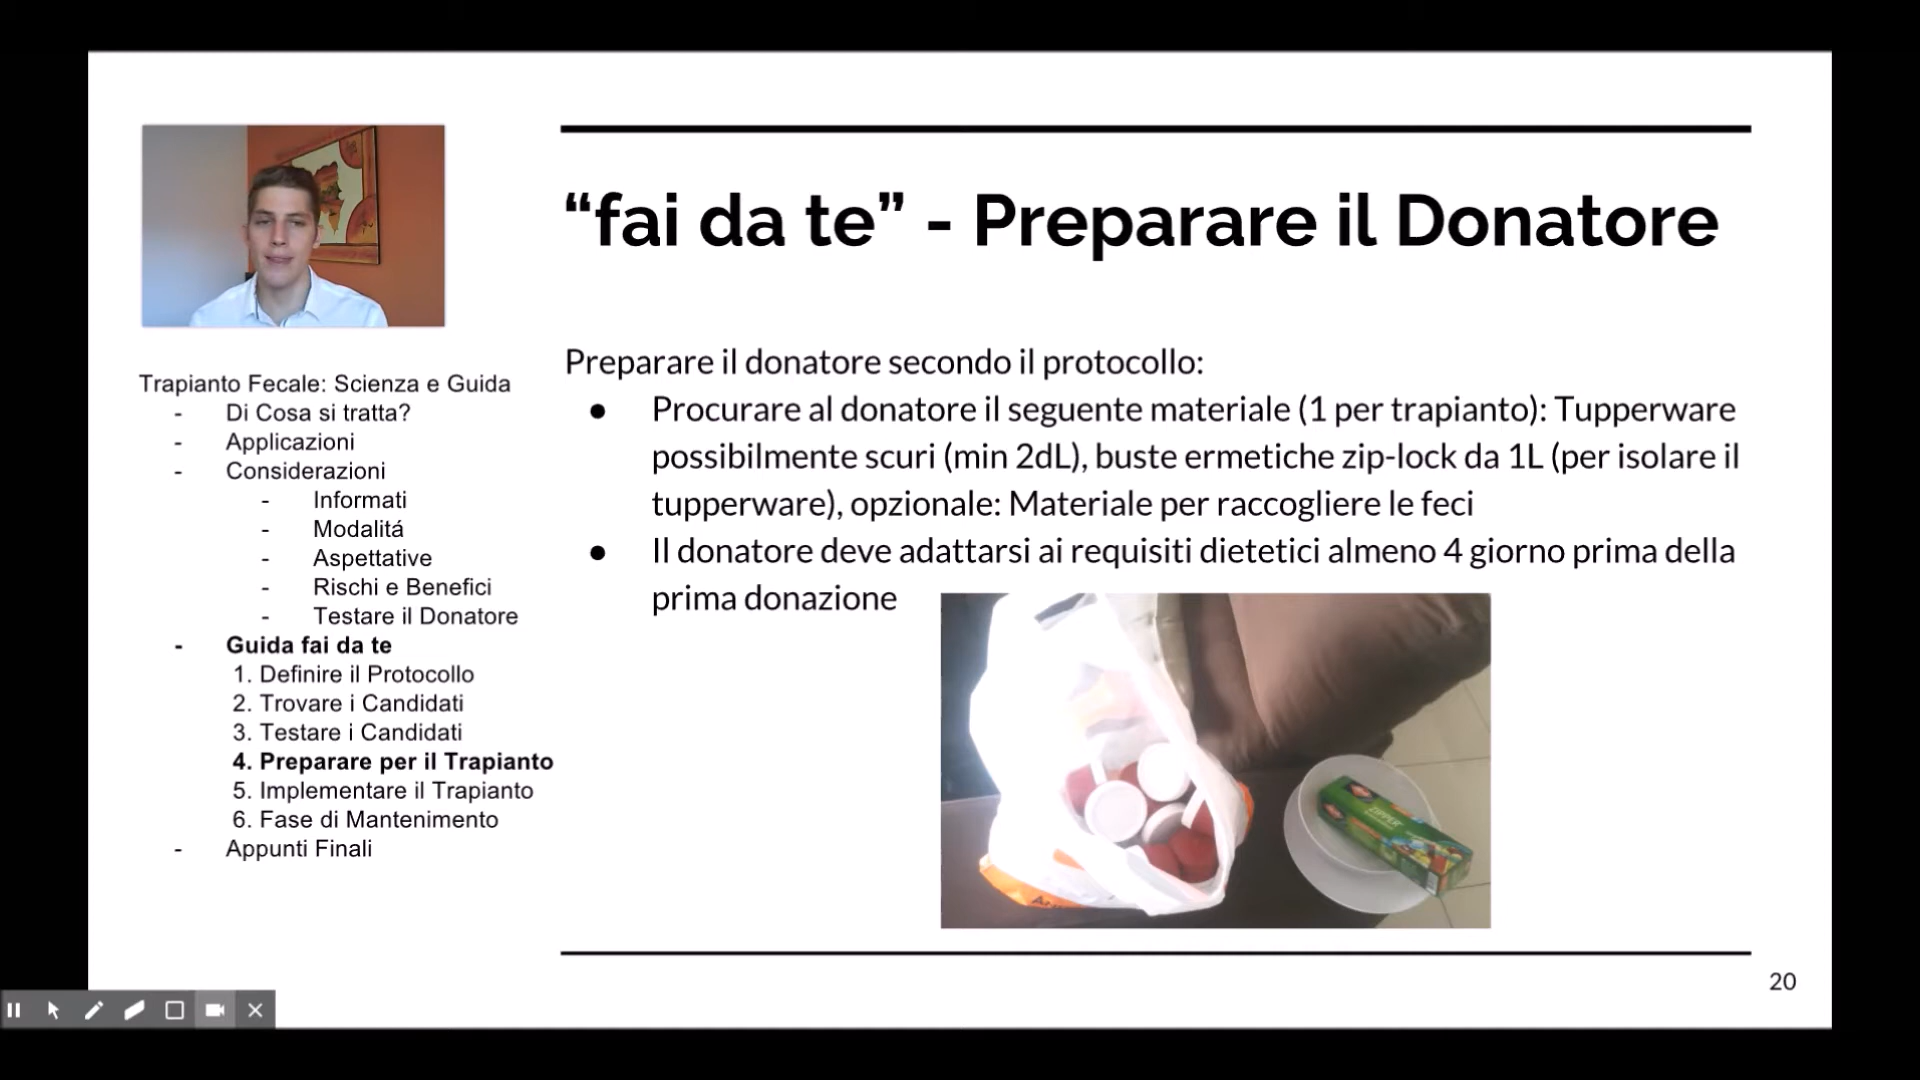 “fai da te” - Preparare il Donatore
Trapianto Fecale: Scienza e Guida
- Di Cosa si tratta?
- Applicazioni
- Considerazioni
- Informati
- Modalitá
- Aspettative
- Rischi e Benefici
- Testare il Donatore
- Guida fai da te
1. Definire il Protocollo
2. Trovare i Candidati
3. Testare i Candidati
4. Preparare per il Trapianto
5. Implementare il Trapianto
6. Fase di Mantenimento
- Appunti Finali
Preparare il donatore secondo il protocollo:
● Procurare al donatore il seguente materiale (1 per trapianto): Tupperware
possibilmente scuri (min 2dL), buste ermetiche zip-lock da 1L (per isolare il
tupperware), opzionale: Materiale per raccogliere le feci
● Il donatore deve adattarsi ai requisiti dietetici almeno 4 giorno prima della
prima donazione
ZIPPER
20